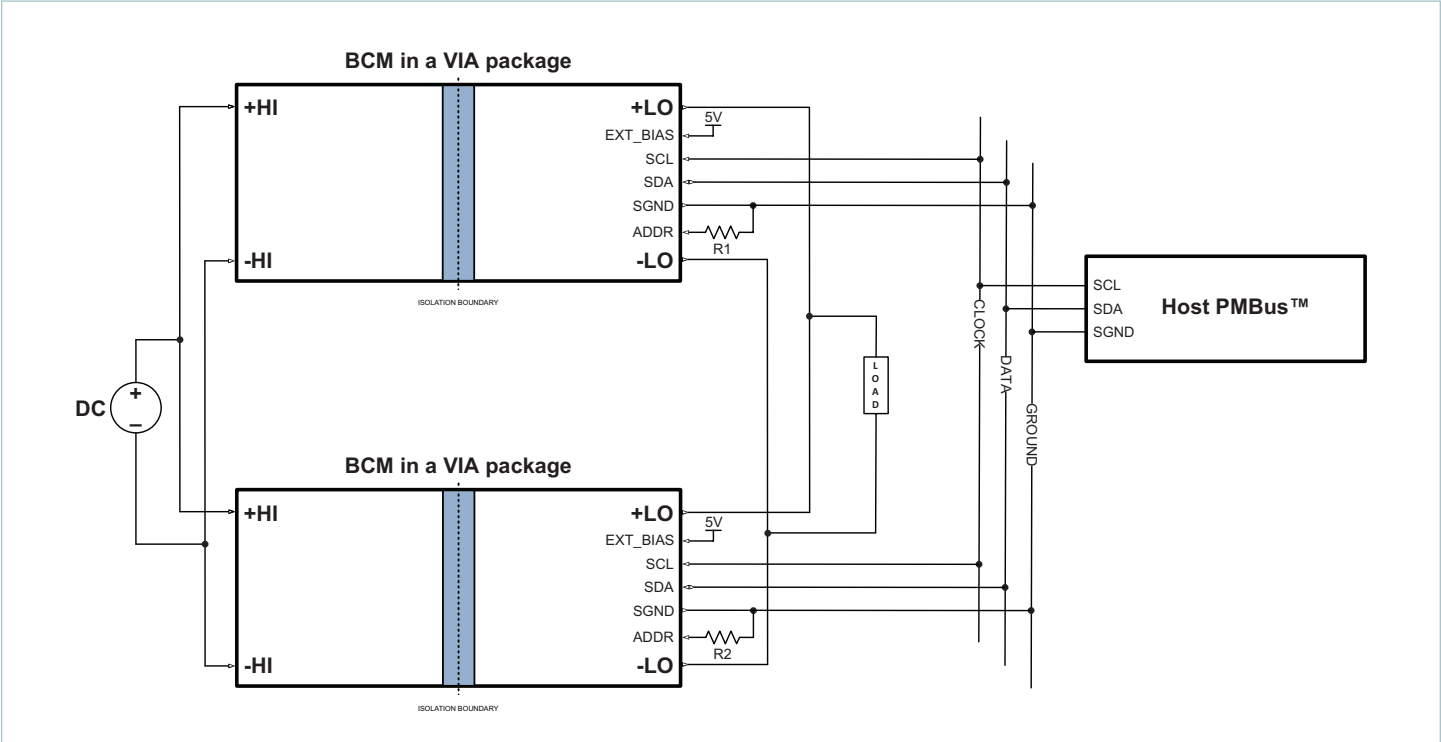 BCM in a VIA package
+HI
-HI
+LO
5V
EXT_BIAS
SCL
SDA
SGND
ADDR
R1
-LO
ISOLATION BOUNDARY
CLOCK
DATA
GROUND
SCL
SDA
SGND
Host PMBus™
LOAD
DC
+
–
BCM in a VIA package
+HI
-HI
+LO
5V
EXT_BIAS
SCL
SDA
SGND
ADDR
R2
-LO
ISOLATION BOUNDARY